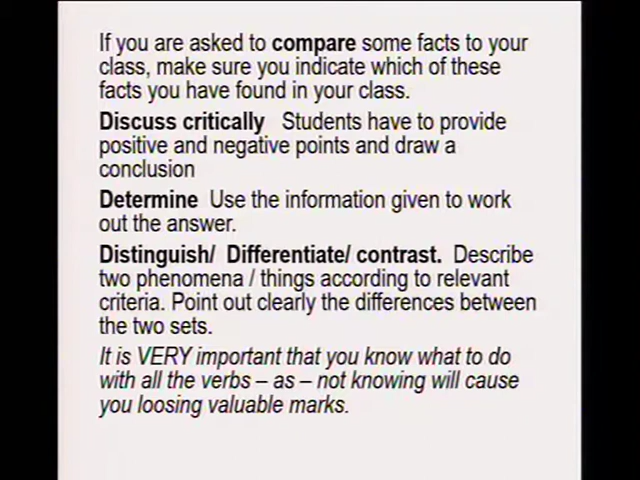 If you are asked to compare some facts to your
class, make sure you indicate which of these
facts you have found in your class.
Discuss critically Students have to provide
positive and negative points and draw a
conclusion
Determine Use the information given to work
out the answer.
Distinguish/ Differentiate/ contrast. Describe
two phenomena / things according to relevant
criteria. Point out clearly the differences between
the two sets.
It is VERY important that you know what to do
with all the verbs – as – not knowing will cause
you loosing valuable marks.